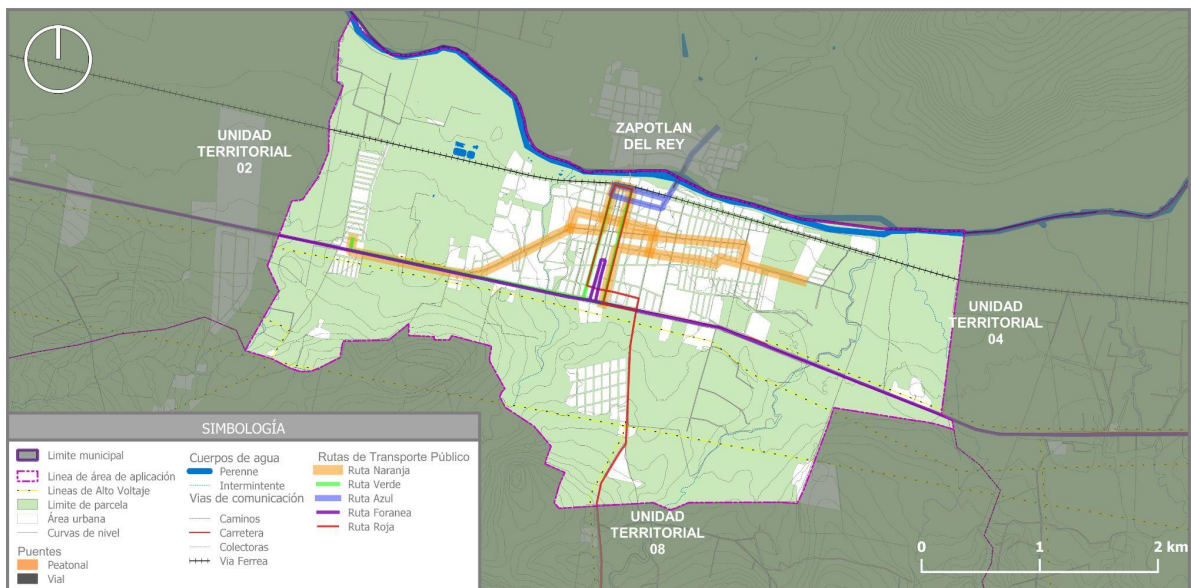 ZAPOTLAN
DEL REY
UNIDAD
TERRITORIAL
02
UNIDAD
TERRITORIAL
04
UNIDAD
TERRITORIAL
08
0
1
2 km
SIMBOLOGÍA
Limite municipal
Linea de área de aplicación
Lineas de Alto Voltaje
Limite de parcela
Área urbana
Curvas de nivel
Puentes
Peatonal
Vial
Cuerpos de agua
Perenne
Intermintente
Vias de comunicación
Caminos
Carretera
Colectoras
Via Ferrea
Rutas de Transporte Público
Ruta Naranja
Ruta Verde
Ruta Azul
Ruta Foranea
Ruta Roja